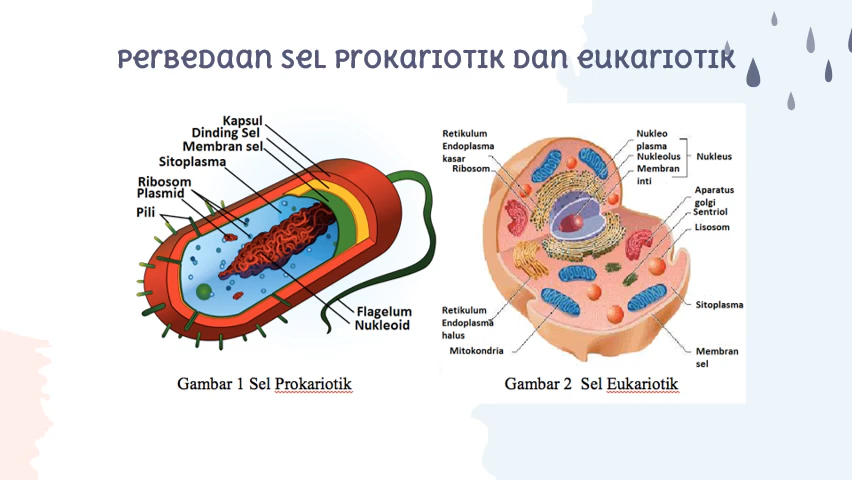 Perbedaan Sel Prokariotik dan Eukariotik
Kapsul
Dinding Sel
Membran sel
Sitoplasma
Ribosom
Plasmid
Pili
Flagelum
Nukleoid
Gambar 1 Sel Prokariotik
Retikulum
Endoplasma
kasar
Ribosom
Nukleo
plasma
Nukleolus
Nukleus
Membran
inti
Aparatus
golgi
Sentriol
Lisosom
Retikulum
Endoplasma
halus
Mitokondria
Sitoplasma
Membran
sel
Gambar 2 Sel Eukariotik